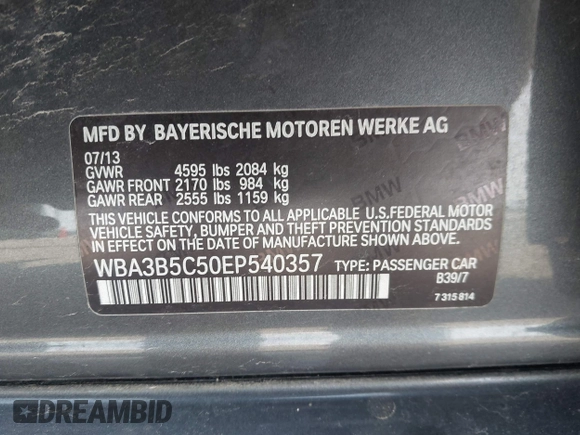 MFD BY BAYERISCHE MOTOREN WERKE AG
07/13
GVWR 4595 lbs 2084 kg
GAWR FRONT 2170 lbs 984 kg
GAWR REAR 2555 lbs 1159 kg
THIS VEHICLE CONFORMS TO ALL APPLICABLE U.S.FEDERAL MOTOR
VEHICLE SAFETY, BUMPER AND THEFT PREVENTION STANDARDS
IN EFFECT ON THE DATE OF MANUFACTURE SHOWN ABOVE.
WBA3B5C50EP540357 TYPE: PASSENGER CAR
B39/7
7 315 814
BMW
BMW
DREAMBID